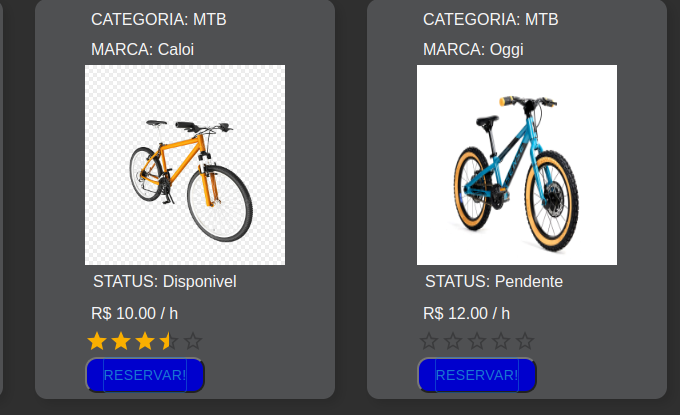 CATEGORIA: MTB
MARCA: Caloi
STATUS: Disponivel
R$ 10.00 / h
RESERVAR!
CATEGORIA: MTB
MARCA: Oggi
STATUS: Pendente
R$ 12.00 / h
RESERVAR!